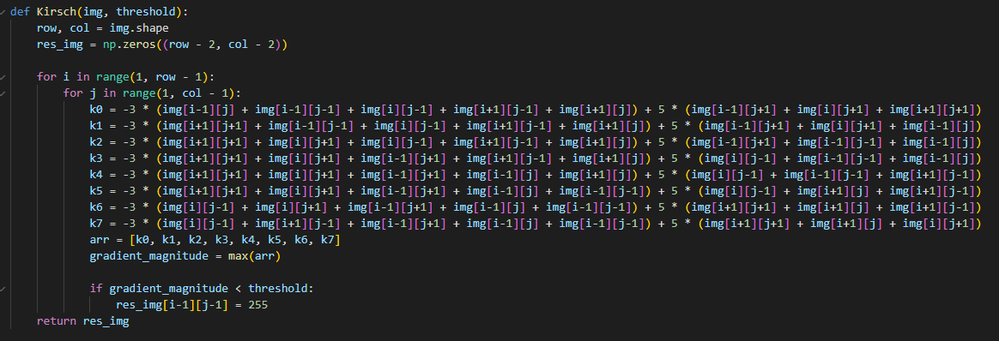 def Kirsch(img, threshold):
    row, col = img.shape
    res_img = np.zeros((row - 2, col - 2))
    for i in range(1, row - 1):
        for j in range(1, col - 1):
            k0 = -3 * (img[i-1][j] + img[i-1][j-1] + img[i][j-1] + img[i+1][j-1] + img[i+1][j]) + 5 * (img[i-1][j+1] + img[i][j+1] + img[i+1][j+1])
            k1 = -3 * (img[i+1][j+1] + img[i-1][j-1] + img[i][j-1] + img[i+1][j-1] + img[i+1][j]) + 5 * (img[i-1][j+1] + img[i][j+1] + img[i-1][j])
            k2 = -3 * (img[i+1][j+1] + img[i][j+1] + img[i][j-1] + img[i+1][j-1] + img[i+1][j]) + 5 * (img[i-1][j+1] + img[i-1][j-1] + img[i-1][j])
            k3 = -3 * (img[i+1][j+1] + img[i][j+1] + img[i-1][j+1] + img[i+1][j-1] + img[i+1][j]) + 5 * (img[i][j-1] + img[i-1][j-1] + img[i-1][j])
            k4 = -3 * (img[i+1][j+1] + img[i][j+1] + img[i-1][j+1] + img[i-1][j] + img[i+1][j]) + 5 * (img[i][j-1] + img[i-1][j-1] + img[i+1][j-1])
            k5 = -3 * (img[i+1][j+1] + img[i][j+1] + img[i-1][j+1] + img[i-1][j] + img[i-1][j-1]) + 5 * (img[i][j-1] + img[i+1][j] + img[i+1][j-1])
            k6 = -3 * (img[i][j-1] + img[i][j+1] + img[i-1][j+1] + img[i-1][j] + img[i-1][j-1]) + 5 * (img[i+1][j+1] + img[i+1][j] + img[i+1][j-1])
            k7 = -3 * (img[i][j-1] + img[i+1][j-1] + img[i-1][j+1] + img[i-1][j] + img[i-1][j-1]) + 5 * (img[i+1][j+1] + img[i+1][j] + img[i][j+1])
            arr = [k0, k1, k2, k3, k4, k5, k6, k7]
            gradient_magnitude = max(arr)
            if gradient_magnitude < threshold:
                res_img[i-1][j-1] = 255
    return res_img